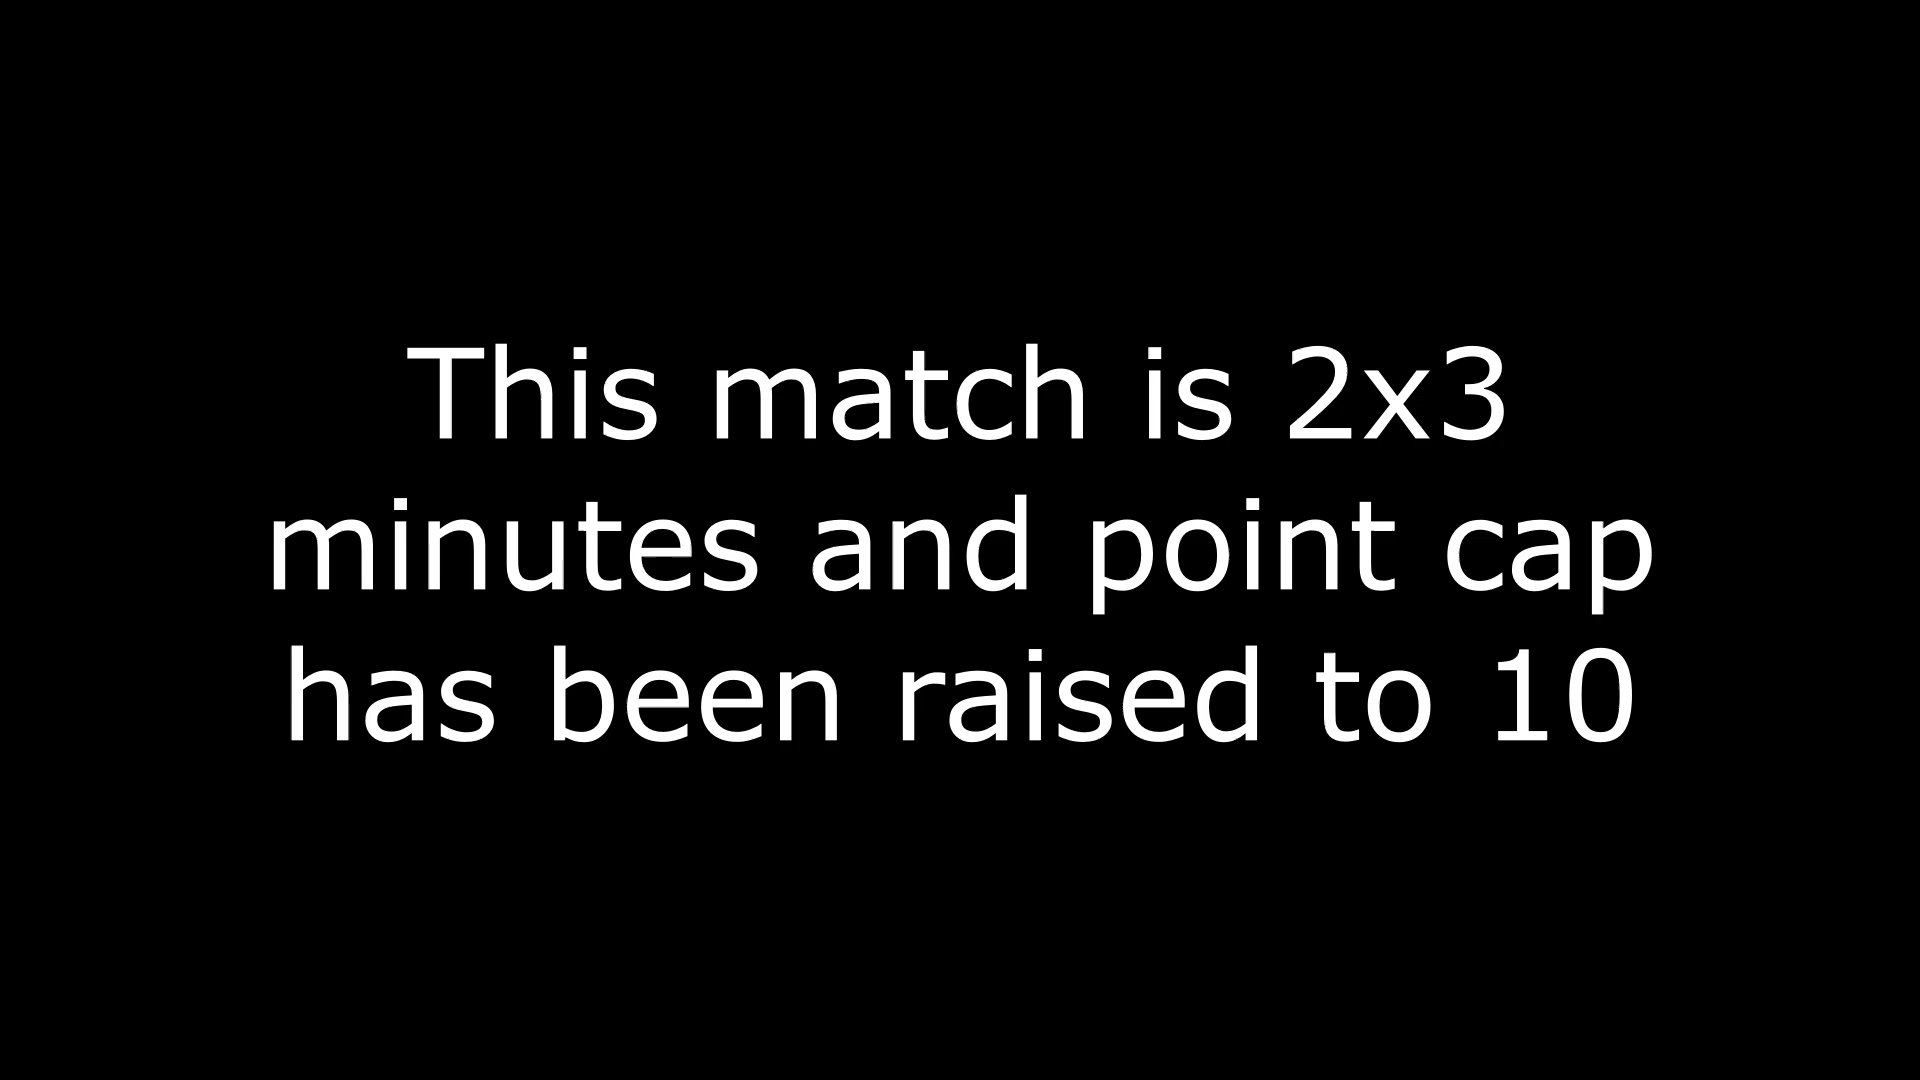 This match is 2x3
minutes and point cap
has been raised to 10